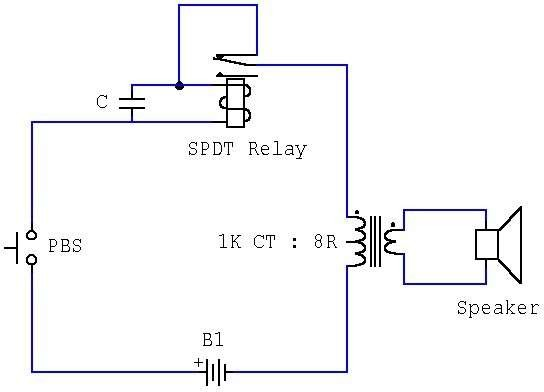 C
SPDT Relay
PBS
1K CT : 8R
Speaker
B1
+